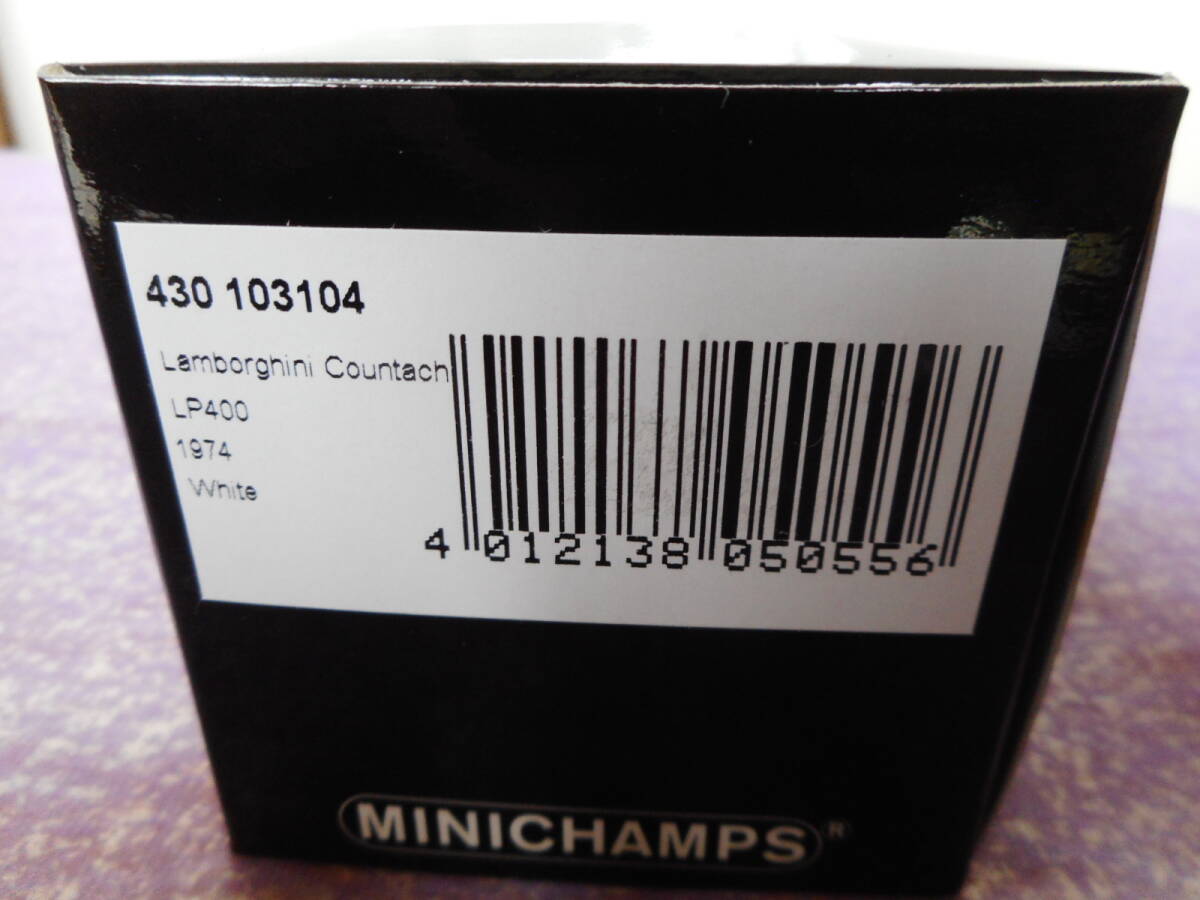 430 103104
Lamborghini Countach
LP400
1974
White
4 012138 050556
MINICHAMPS®